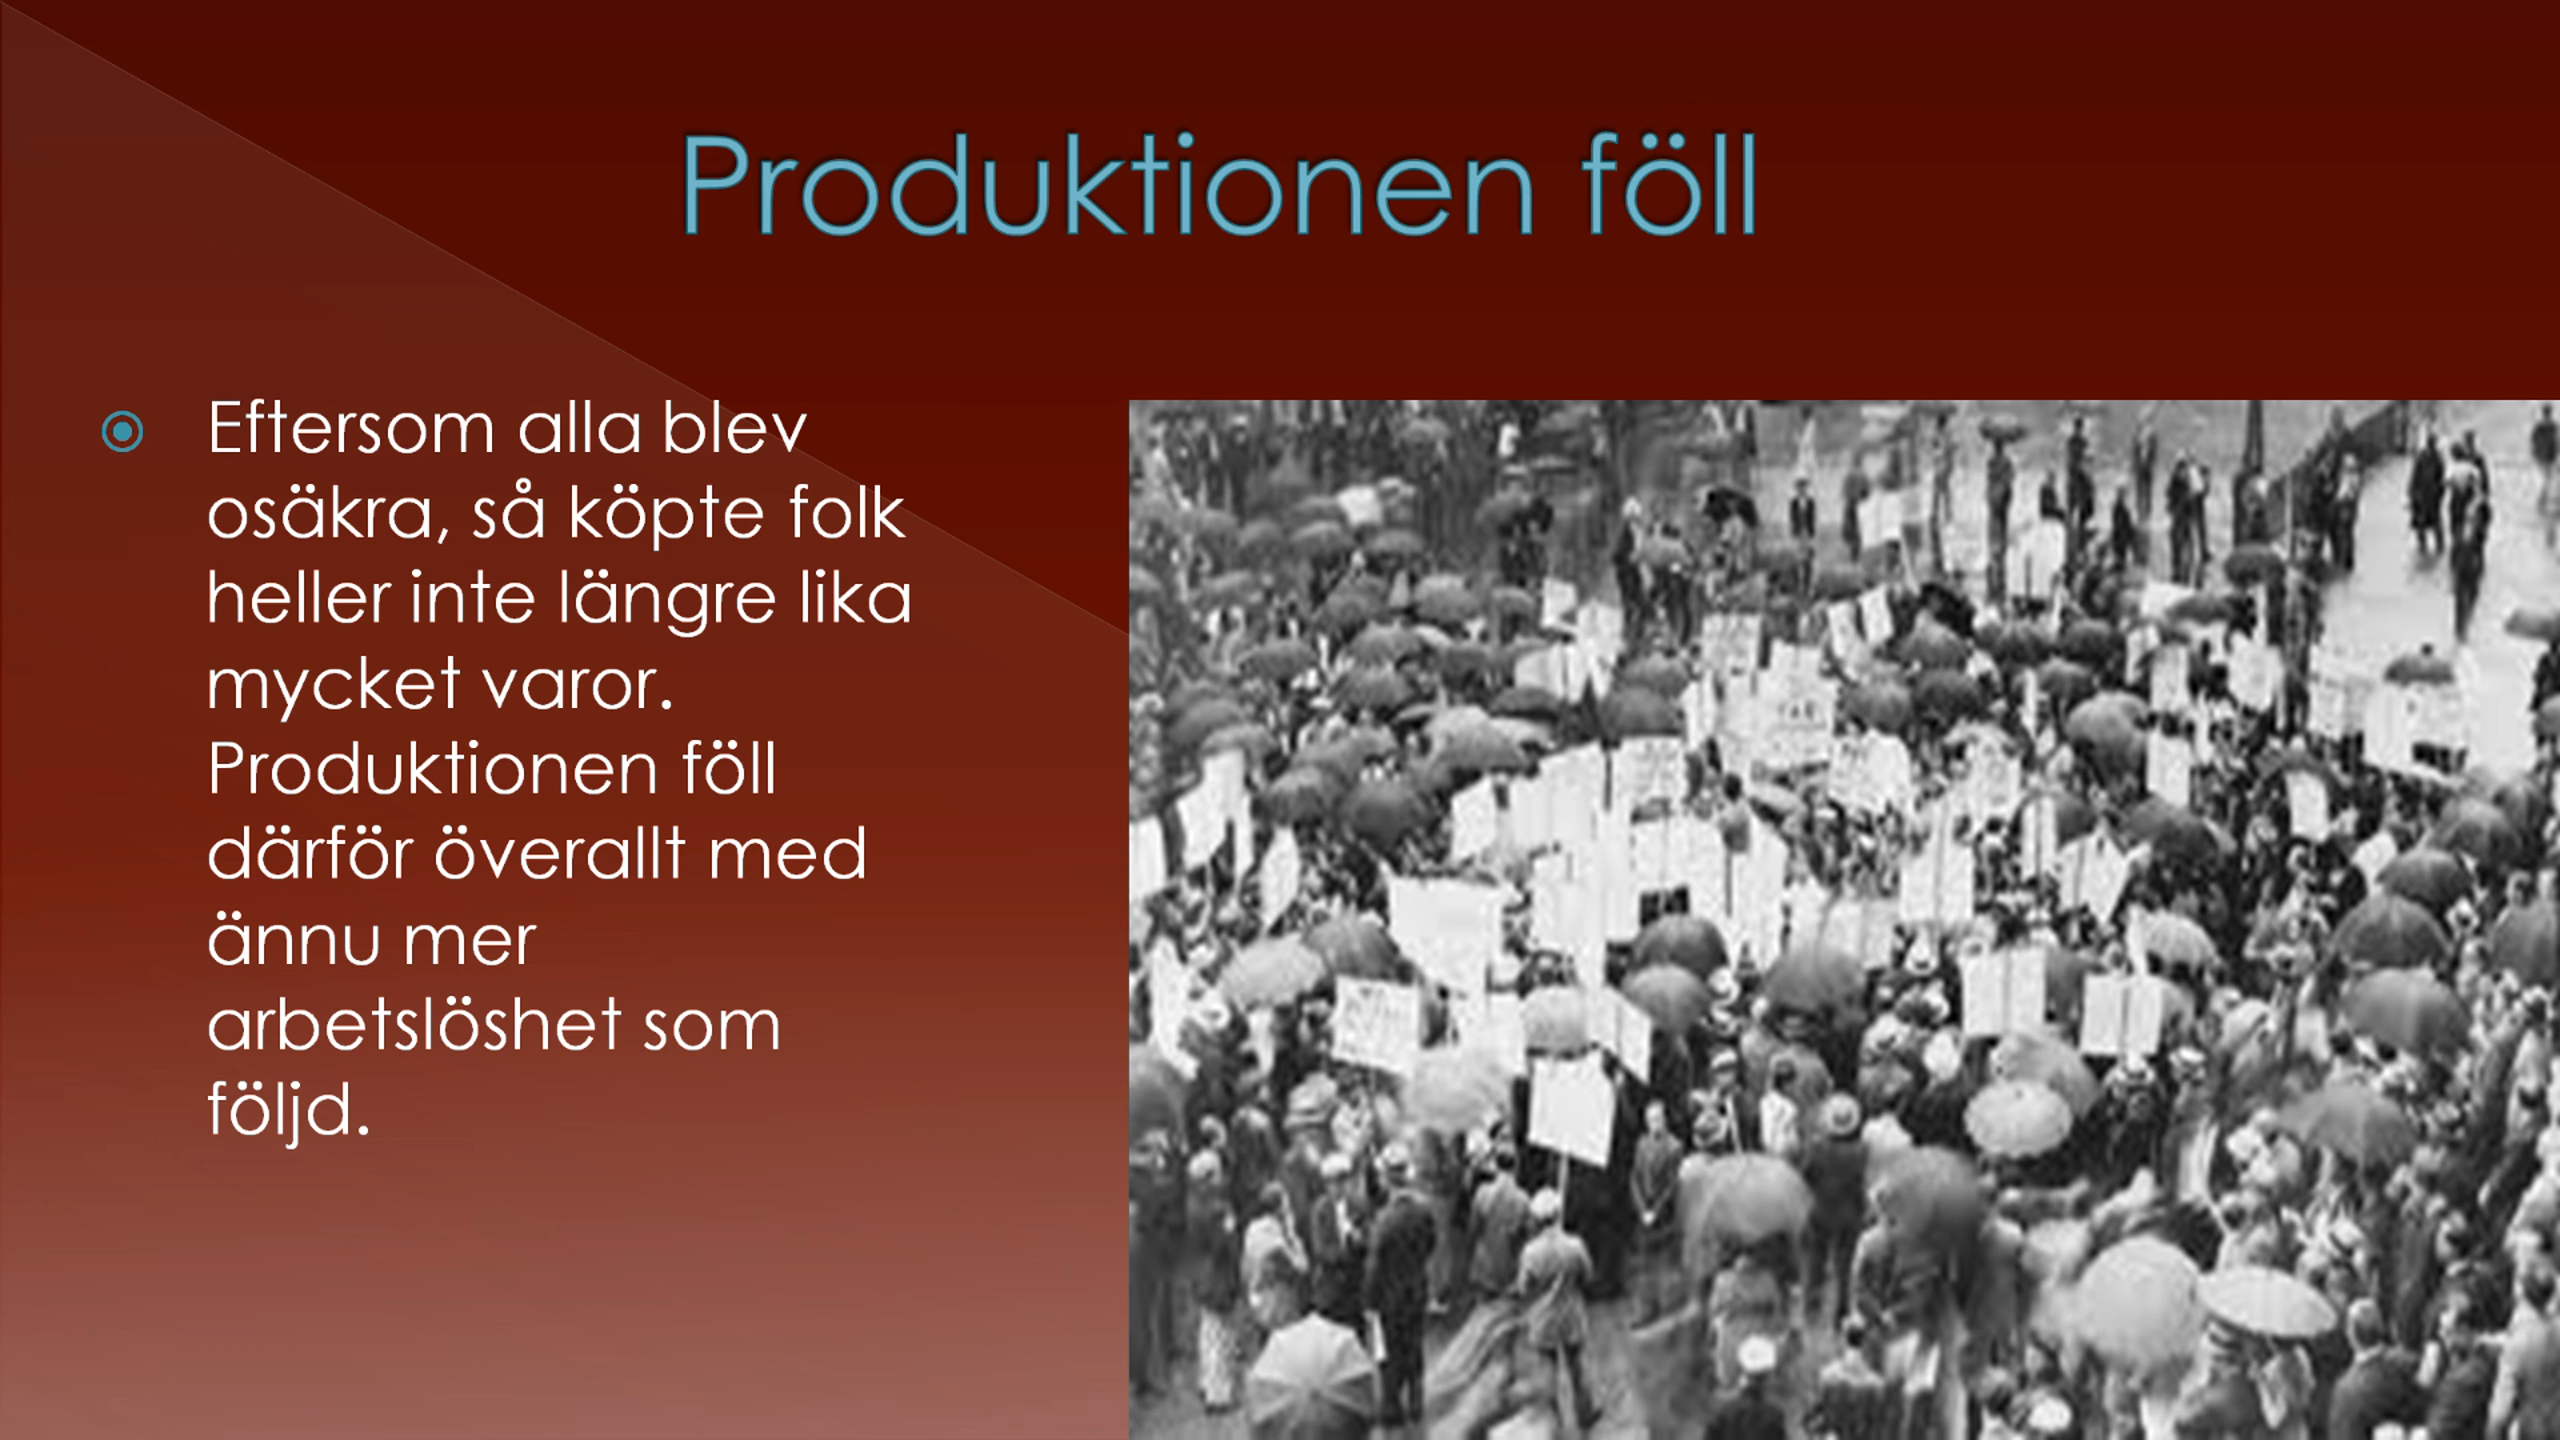 Produktionen föll
Eftersom alla blev
osäkra, så köpte folk
heller inte längre lika
mycket varor.
Produktionen föll
därför överallt med
ännu mer
arbetslöshet som
följd.